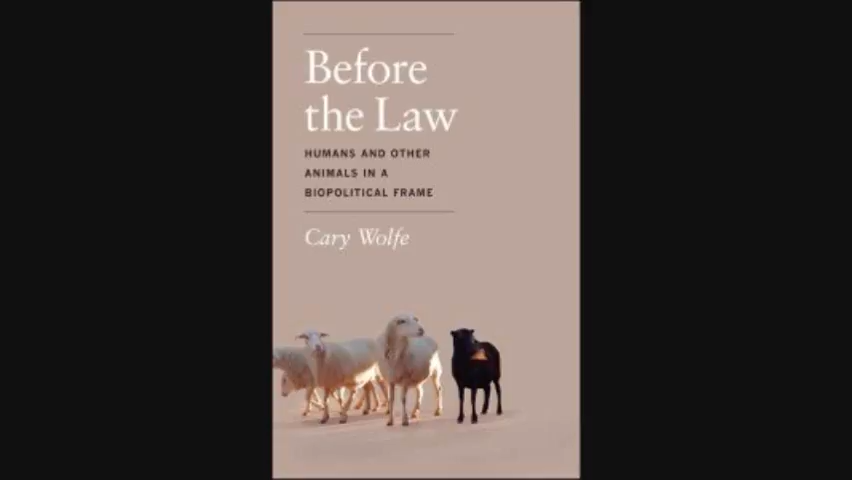 Before
the Law
HUMANS AND OTHER
ANIMALS IN A
BIOPOLITICAL FRAME
Cary Wolfe